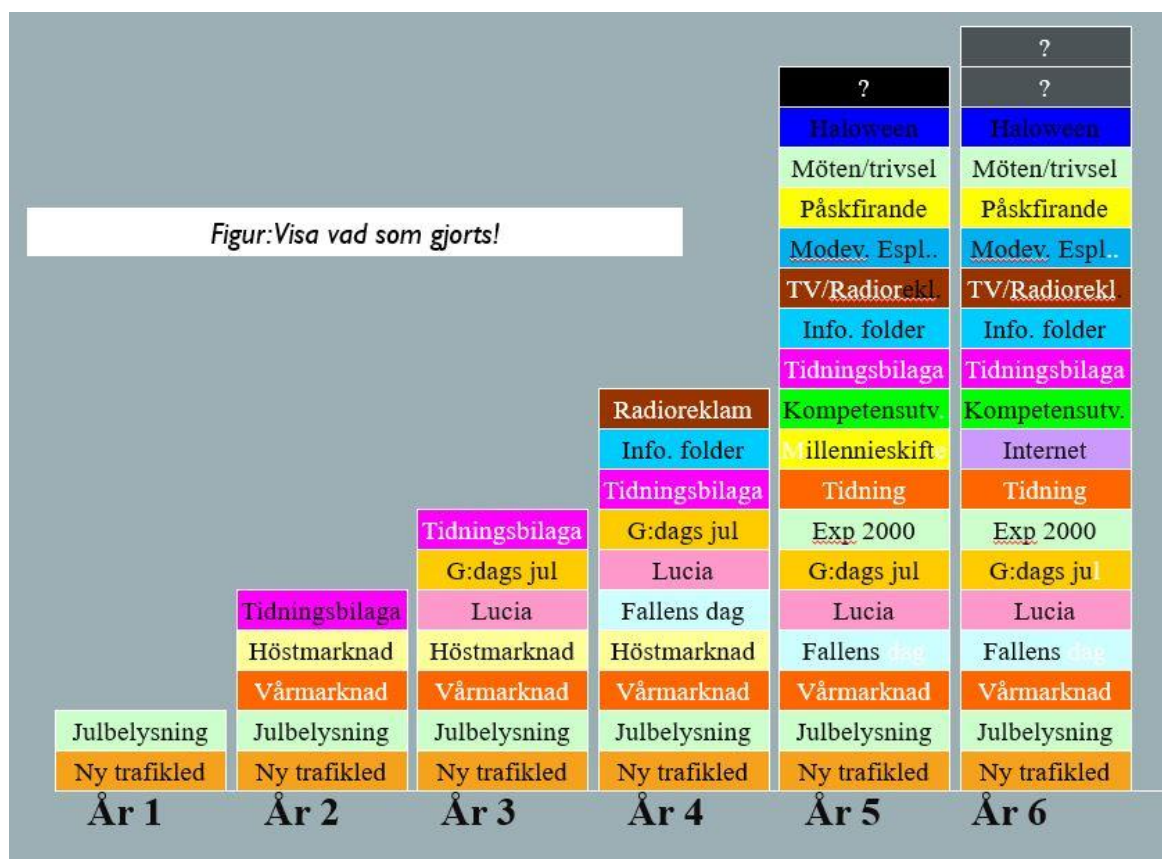 Figur: Visa vad som gjorts!
Julbelysning
Ny trafikled
År 1
Tidningsbilaga
Höstmarknad
Vårmarknad
Julbelysning
Ny trafikled
År 2
Tidningsbilaga
G:dags jul
Lucia
Höstmarknad
Vårmarknad
Julbelysning
Ny trafikled
År 3
Radioreklam
Info. folder
Tidningsbilaga
G:dags jul
Lucia
Fallens dag
Höstmarknad
Vårmarknad
Julbelysning
Ny trafikled
År 4
?
Haloween
Möten/trivsel
Påskfirande
Modev. Espl..
TV/Radiorekl.
Info. folder
Tidningsbilaga
Kompetensutv.
Millennieskifte
Tidning
Exp 2000
G:dags jul
Lucia
Fallens dag
Vårmarknad
Julbelysning
Ny trafikled
År 5
?
?
Haloween
Möten/trivsel
Påskfirande
Modev. Espl..
TV/Radiorekl.
Info. folder
Tidningsbilaga
Kompetensutv.
Internet
Tidning
Exp 2000
G:dags jul
Lucia
Fallens dag
Vårmarknad
Julbelysning
Ny trafikled
År 6